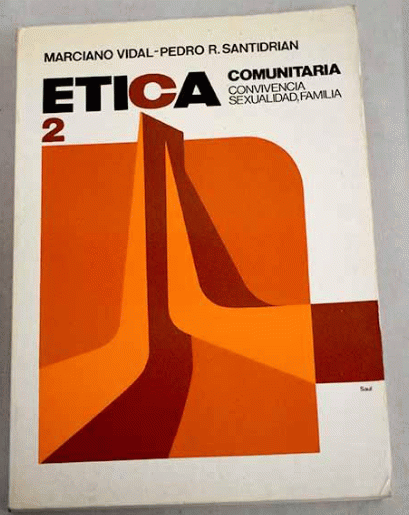 MARCIANO VIDAL-PEDRO R. SANTIDRIAN
ETICA
COMUNITARIA
CONVIVENCIA
SEXUALIDAD, FAMILIA
2
Saul